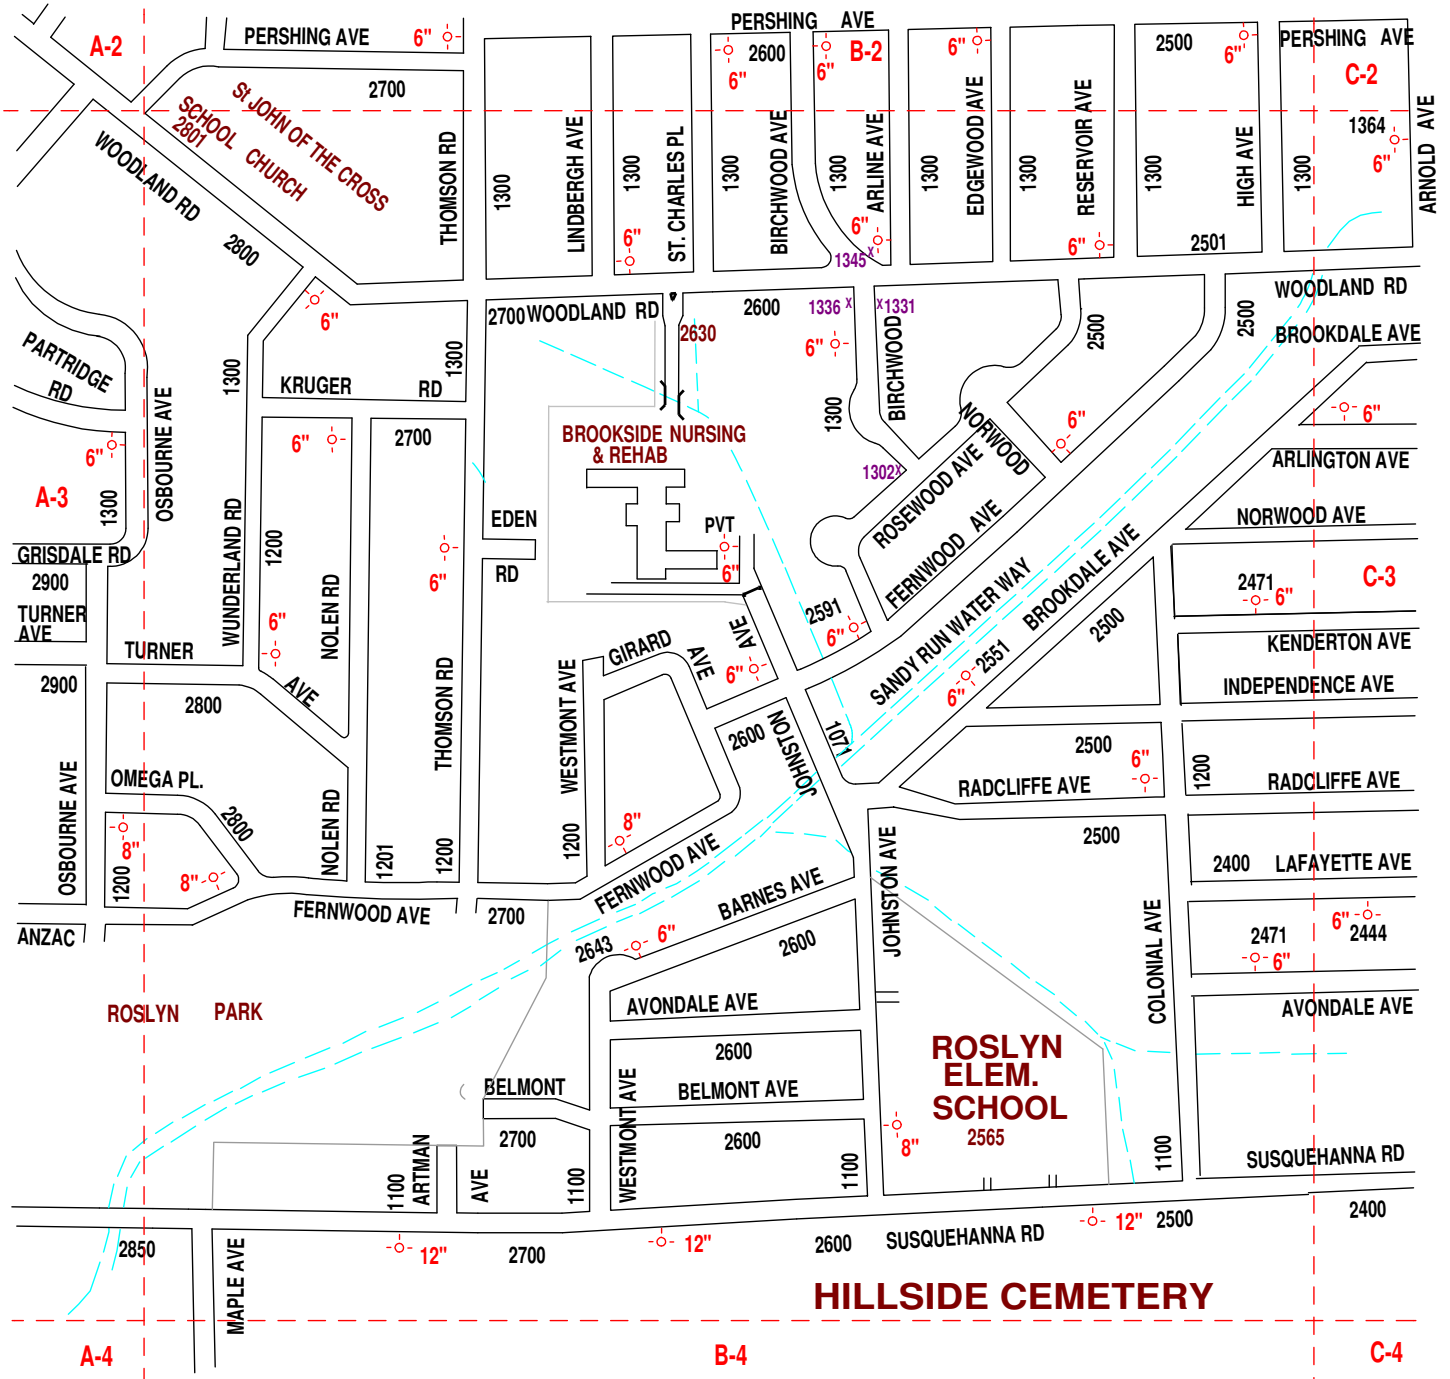 PERSHING AVE
A-2
PERSHING AVE
6"
2600
6"
B-2
6"
6"
2500
6"
PERSHING AVE
C-2
2700
St JOHN OF THE CROSS
SCHOOL CHURCH
2801
WOODLAND RD
2800
THOMSON RD
1300
LINDBERGH AVE
1300
ST. CHARLES PL
6"
1300
BIRCHWOOD AVE
1300
ARLINE AVE
6"
1345 x
1300
EDGEWOOD AVE
1300
RESERVOIR AVE
6"
1300
HIGH AVE
2501
1300
1364
6"
ARNOLD AVE
6"
2700 WOODLAND RD
2630
2600
1336 x
x 1331
6"
2500
2500
WOODLAND RD
BROOKDALE AVE
PARTRIDGE
RD
1300
KRUGER RD
1300
OSBOURNE AVE
BIRCHWOOD
1300
NORWOOD
6"
6"
6"
6"
2700
BROOKSIDE NURSING
& REHAB
1302 x
ROSEWOOD AVE
ARLINGTON AVE
A-3
1300
WUNDERLAND RD
1200
EDEN
RD
PVT
6"
FERNWOOD AVE
NORWOOD AVE
GRISDALE RD
2900
6"
TURNER
AVE
NOLEN RD
6"
2591
6"
SANDY RUN WATER WAY
BROOKDALE AVE
2471
6"
C-3
TURNER
AVE
2900
2800
THOMSON RD
WESTMONT AVE
GIRARD
AVE
AVE
6"
2551
6"
2500
KENDERTON AVE
INDEPENDENCE AVE
2600
JOHNSTON
1071
2500
6"
RADCLIFFE AVE
1200
RADCLIFFE AVE
OMEGA PL.
OSBOURNE AVE
8"
1200
2800
8"
NOLEN RD
1201
1200
1200
8"
FERNWOOD AVE
BARNES AVE
JOHNSTON AVE
2500
2400 LAFAYETTE AVE
FERNWOOD AVE
2700
ANZAC
2643
6"
2600
COLONIAL AVE
2471
6"
6"
2444
ROSLYN PARK
AVONDALE AVE
AVONDALE AVE
2600
BELMONT
BELMONT AVE
WESTMONT AVE
ROSLYN
ELEM.
SCHOOL
2565
2700
2600
8"
1100
ARTMAN
AVE
1100
1100
1100
SUSQUEHANNA RD
2850
MAPLE AVE
12"
2700
12"
2600
SUSQUEHANNA RD
12"
2500
2400
HILLSIDE CEMETERY
A-4
B-4
C-4